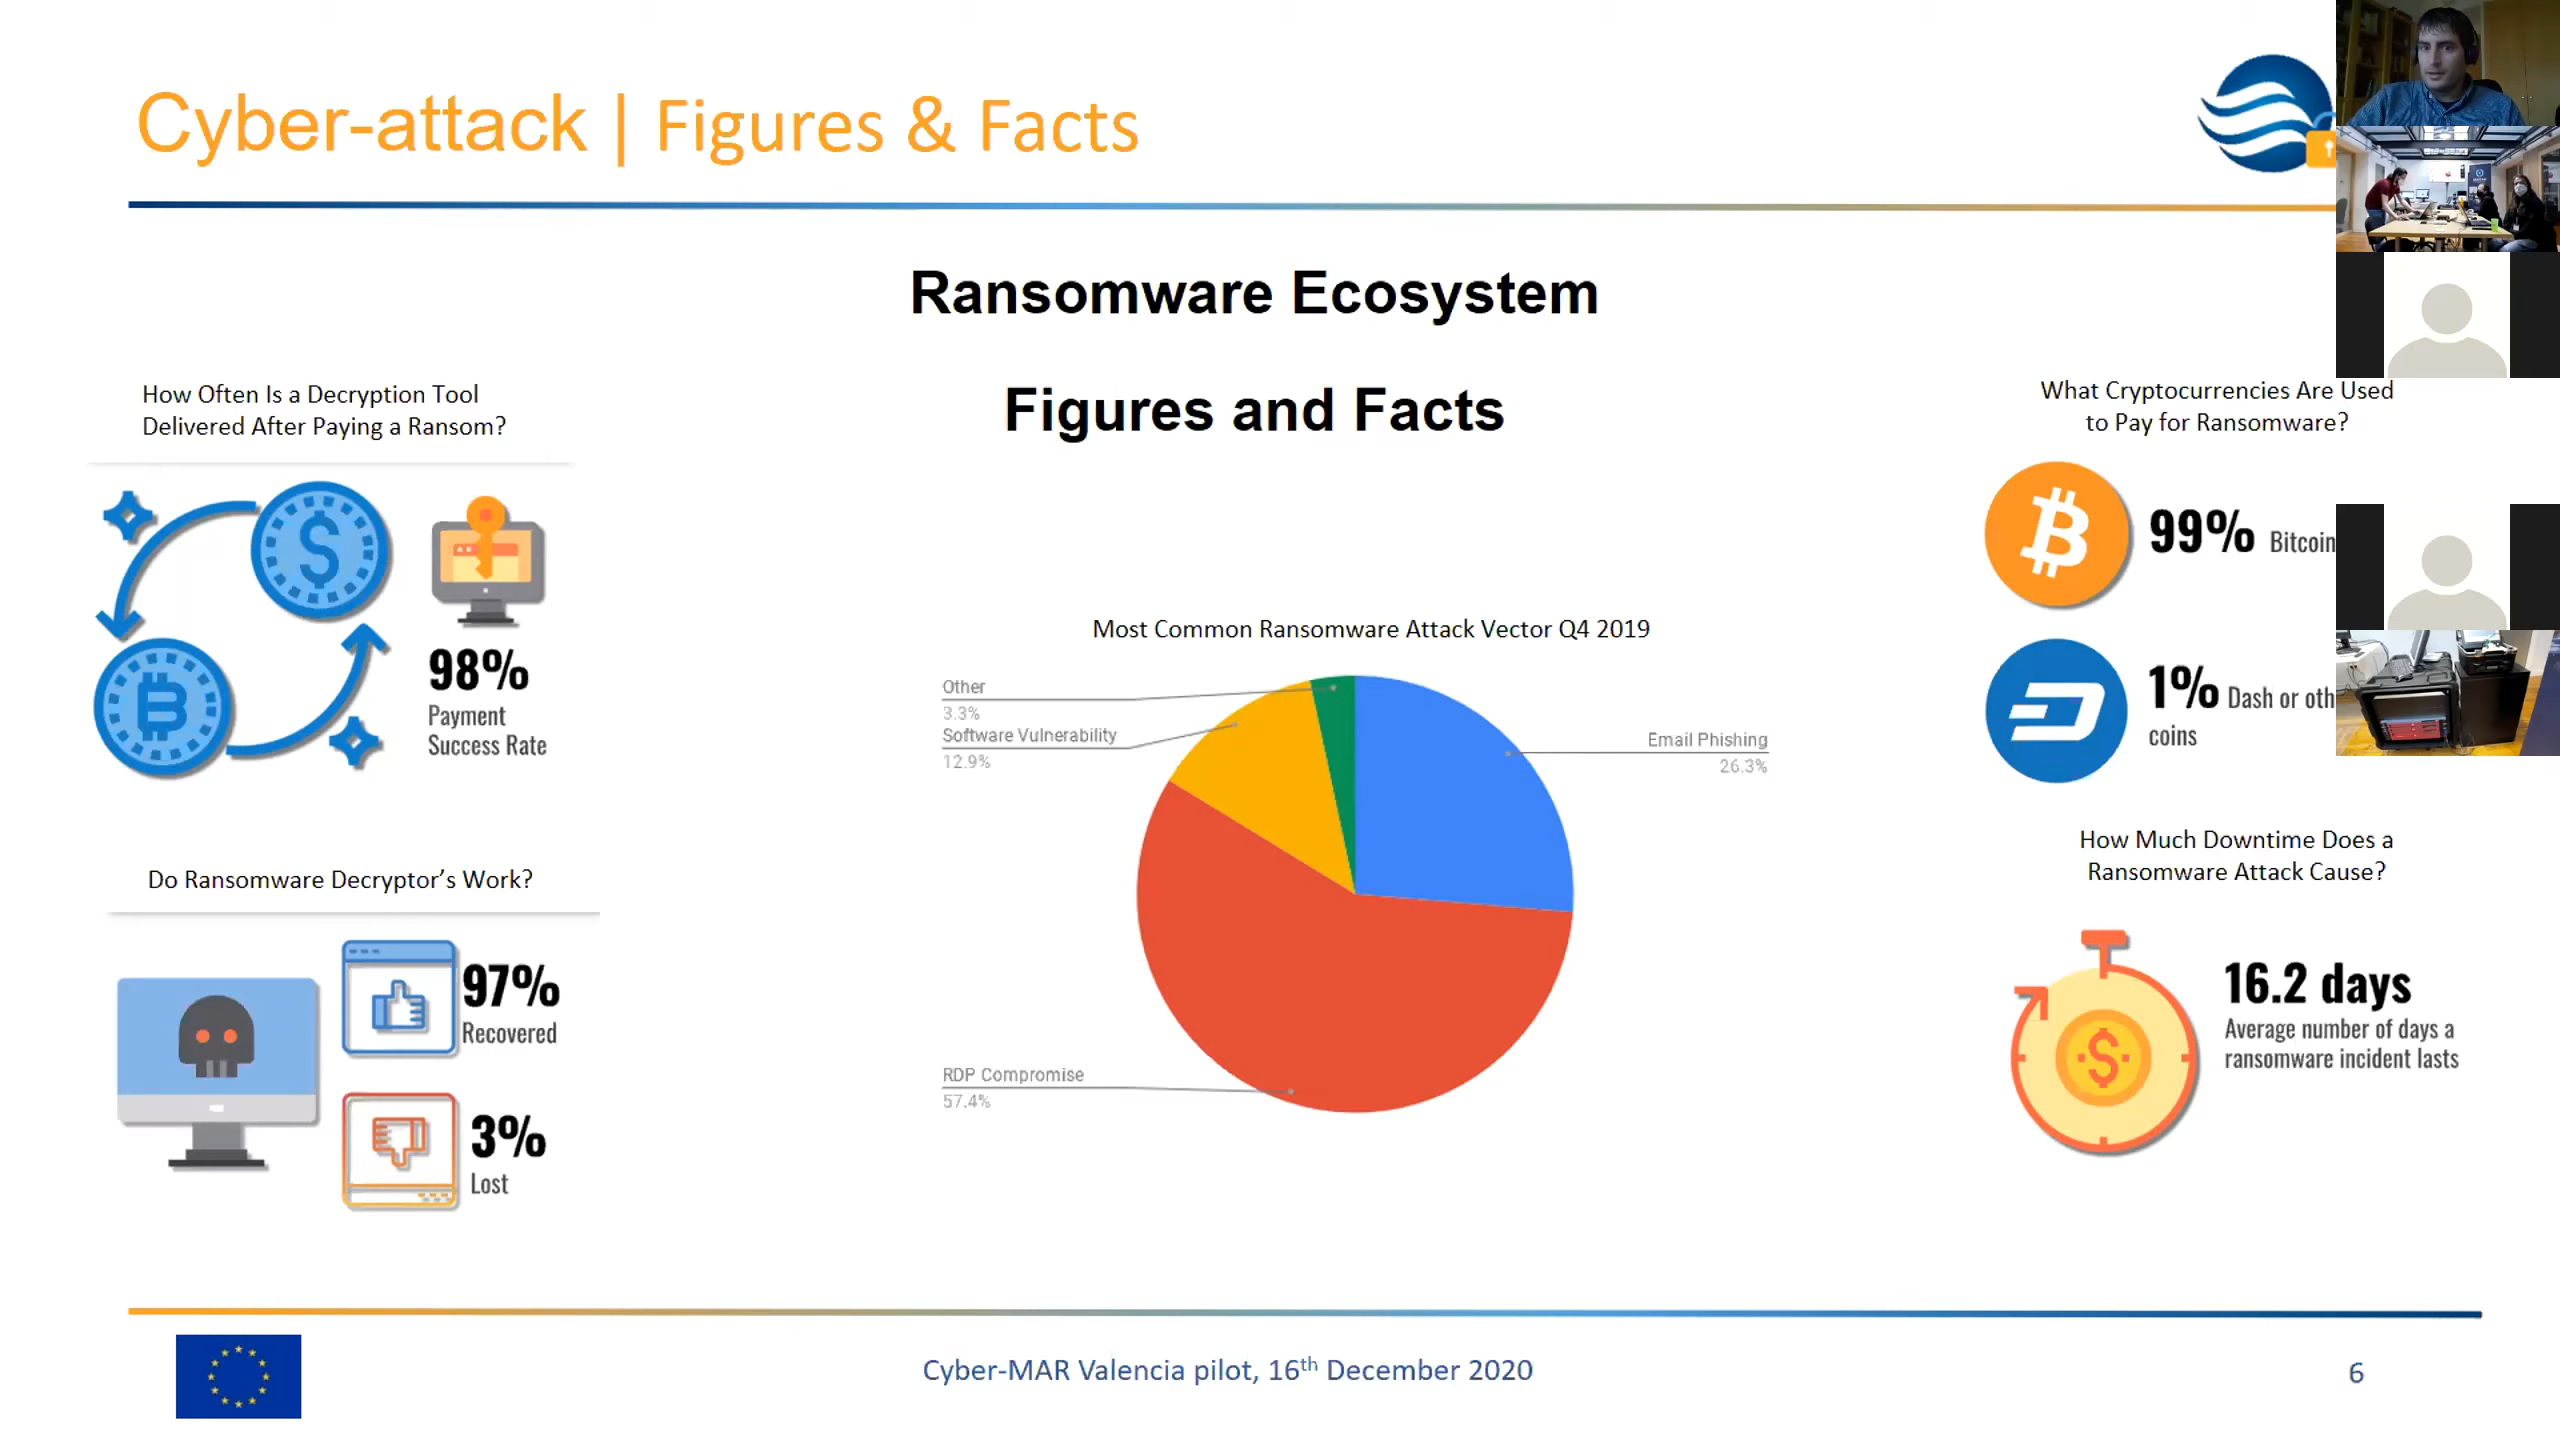 Cyber-attack | Figures & Facts
Ransomware Ecosystem
Figures and Facts
How Often Is a Decryption Tool
Delivered After Paying a Ransom?
98%
Payment
Success Rate
Do Ransomware Decryptor’s Work?
97%
Recovered
3%
Lost
Most Common Ransomware Attack Vector Q4 2019
Other
3.3%
Software Vulnerability
12.9%
Email Phishing
26.3%
RDP Compromise
57.4%
What Cryptocurrencies Are Used
to Pay for Ransomware?
99% Bitcoin
1% Dash or oth
coins
How Much Downtime Does a
Ransomware Attack Cause?
16.2 days
Average number of days a
ransomware incident lasts
Cyber-MAR Valencia pilot, 16th December 2020
6